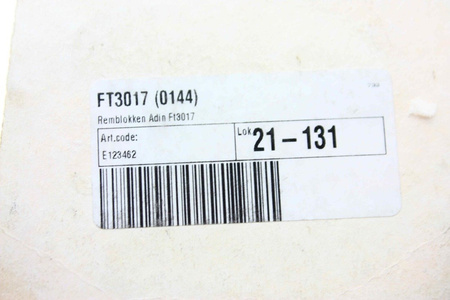 FT3017 (0144)
Remblokken Adin Ft3017
Art.code:
E123462
Lok
21-131